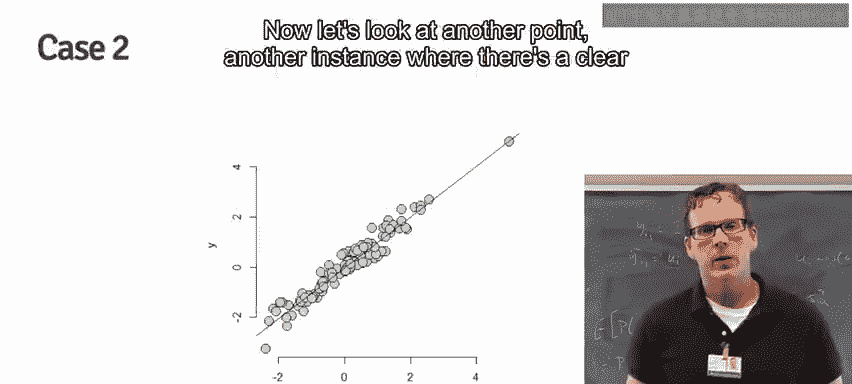 Now let's look at another point,
Case 2
another instance where there's a clear
4
2
y
0
-2
-2 0 2 4